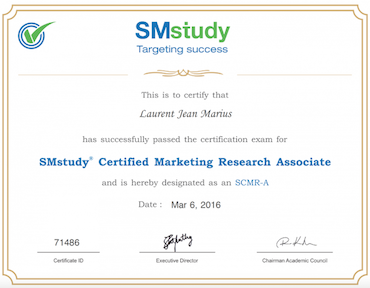 SMstudy
Targeting success
This is to certify that
Laurent Jean Marius
has successfully passed the certification exam for
SMstudy® Certified Marketing Research Associate
and is hereby designated as an SCMR-A
Date : Mar 6, 2016
71486
Certificate ID
Executive Director
Chairman Academic Council